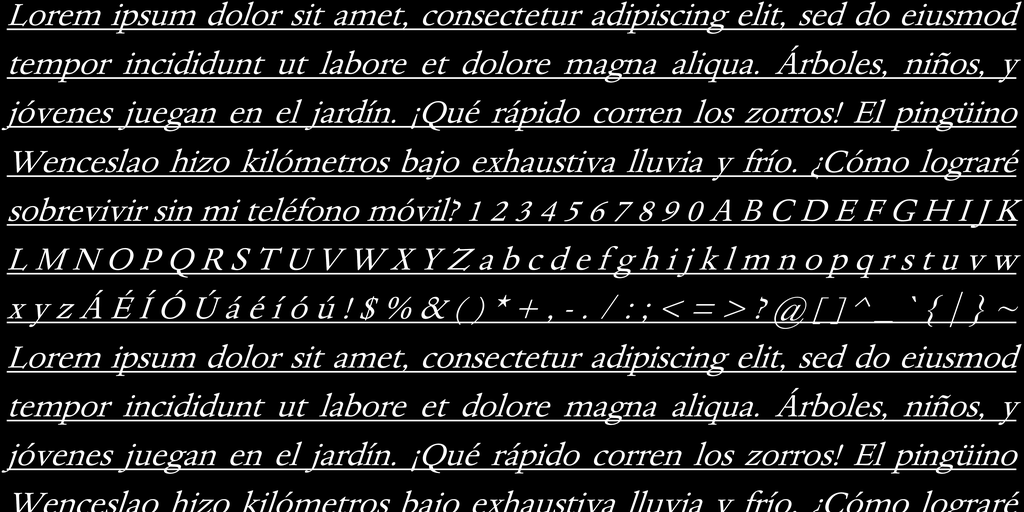 Lorem ipsum dolor sit amet, consectetur adipiscing elit, sed do eiusmod
tempor incididunt ut labore et dolore magna aliqua. Árboles, niños, y
jóvenes juegan en el jardín. ¡Qué rápido corren los zorros! El pingüino
Wenceslao hizo kilómetros bajo exhaustiva lluvia y frío. ¿Cómo lograré
sobrevivir sin mi teléfono móvil? 1 2 3 4 5 6 7 8 9 0 A B C D E F G H I J K
L M N O P Q R S T U V W X Y Z a b c d e f g h i j k l m n o p q r s t u v w
x y z Á É Í Ó Ú á é í ó ú ! $ % & ( ) * + , - . / : ; < = > ? @ [ ] ^ _ ` { | } ~
Lorem ipsum dolor sit amet, consectetur adipiscing elit, sed do eiusmod
tempor incididunt ut labore et dolore magna aliqua. Árboles, niños, y
jóvenes juegan en el jardín. ¡Qué rápido corren los zorros! El pingüino
Wenceslao hizo kilómetros bajo exhaustiva lluvia y frío. ¿Cómo lograré